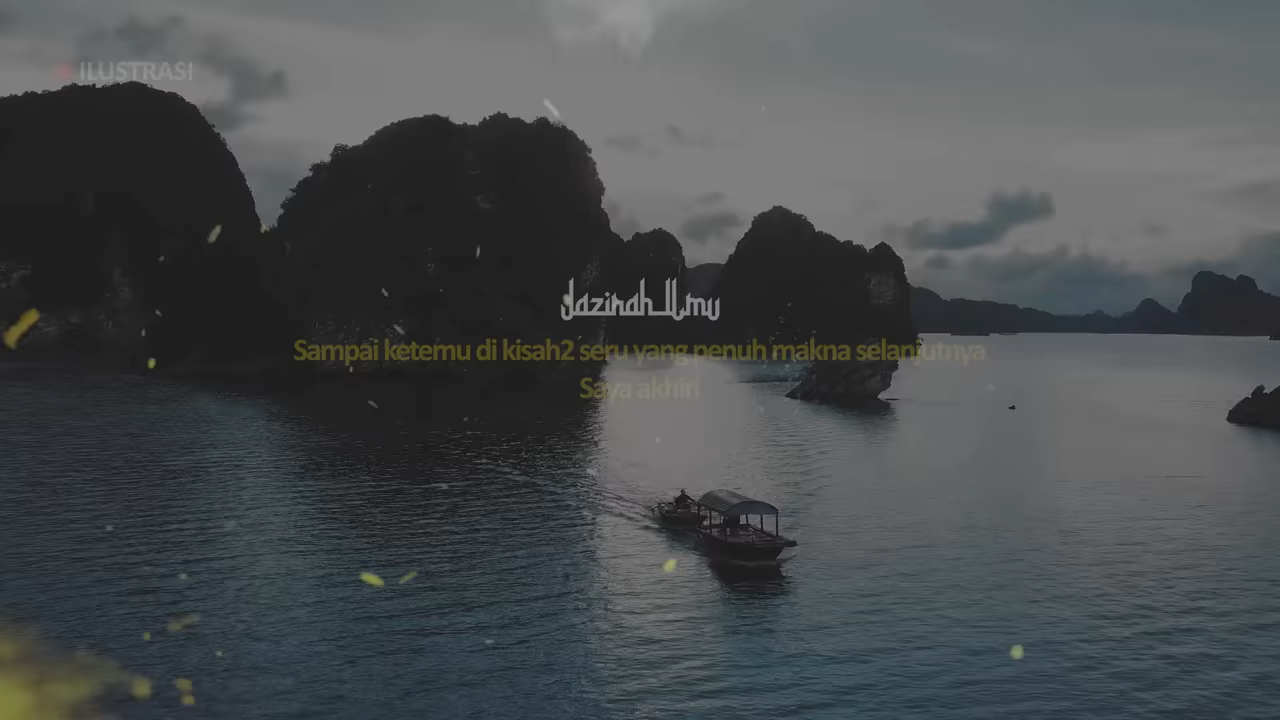 ILUSTRASI
Jazirah Ilmu
Sampai ketemu di kisah2 seru yang penuh makna selanjutnya
Saya akhiri